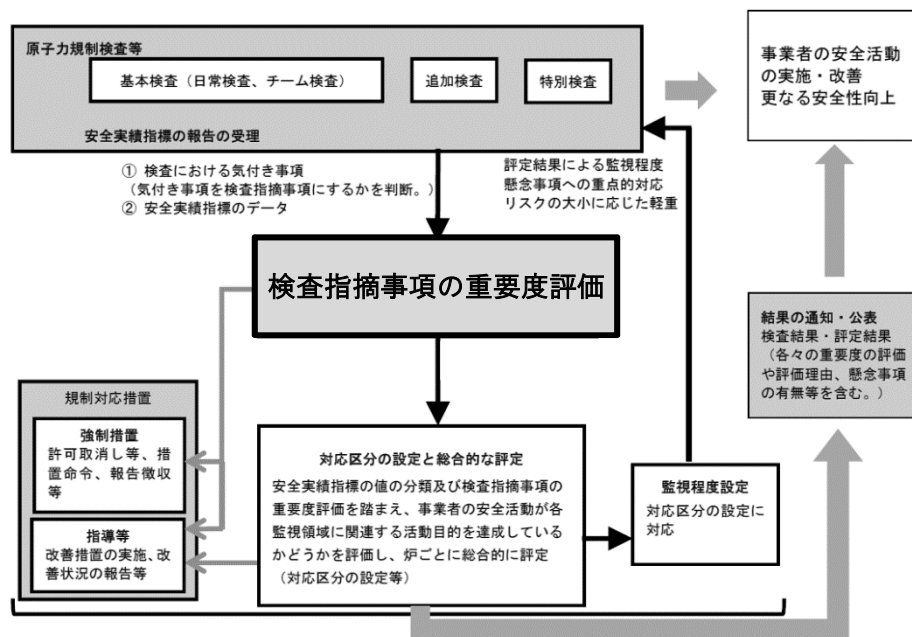 原子力規制検査等
基本検査（日常検査、チーム検査）
追加検査
特別検査
安全実績指標の報告の受理
事業者の安全活動
の実施・改善
更なる安全性向上
① 検査における気付き事項
（気付き事項を検査指摘事項にするかを判断。）
② 安全実績指標のデータ
評定結果による監視程度
懸念事項への重点的対応
リスクの大小に応じた軽重
検査指摘事項の重要度評価
結果の通知・公表
検査結果・評定結果
（各々の重要度の評価
や評価理由、懸念事項
の有無等を含む。）
規制対応措置
強制措置
許可取消し等、措
置命令、報告徴収
等
指導等
改善措置の実施、改
善状況の報告等
対応区分の設定と総合的な評定
安全実績指標の値の分類及び検査指摘事項の
重要度評価を踏まえ、事業者の安全活動が各
監視領域に関連する活動目的を達成している
かどうかを評価し、炉ごとに総合的に評定
（対応区分の設定等）
監視程度設定
対応区分の設定に
対応